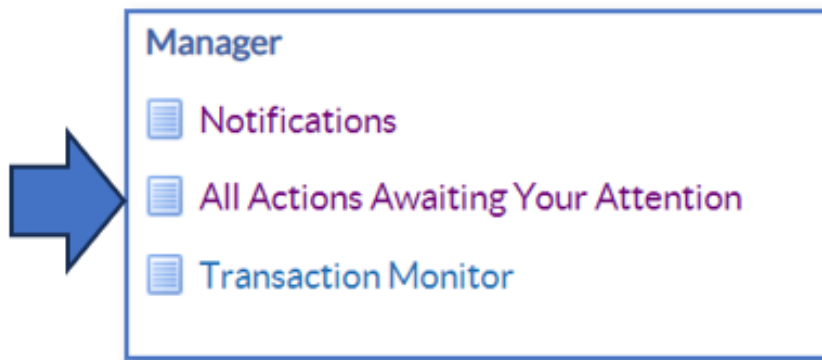 Manager
Notifications
All Actions Awaiting Your Attention
Transaction Monitor